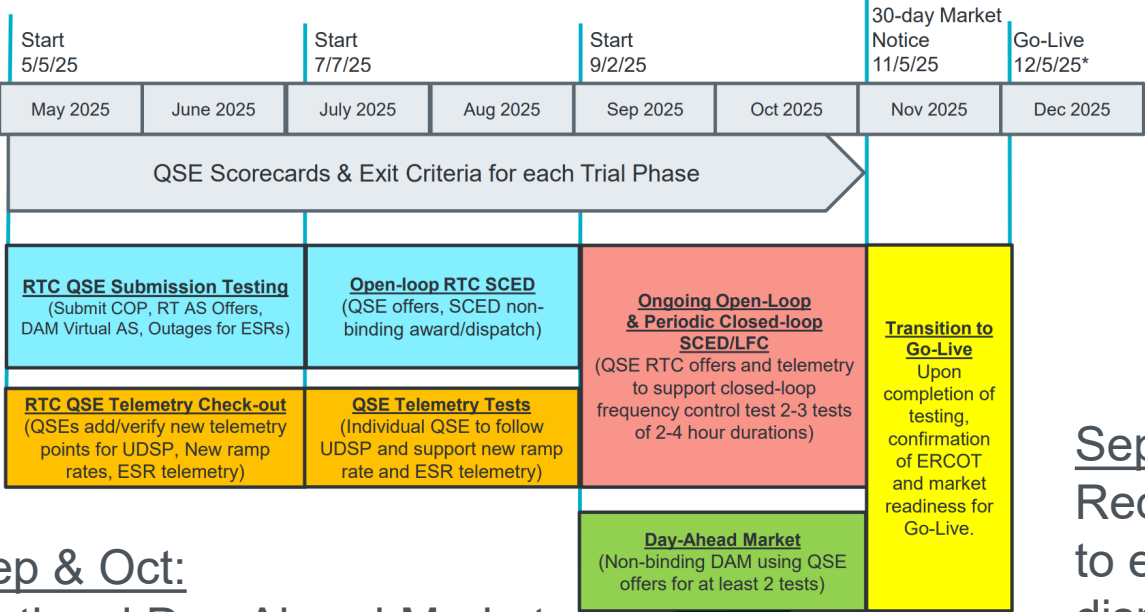 Start
5/5/25
Start
7/7/25
Start
9/2/25
30-day Market
Notice
11/5/25
Go-Live
12/5/25*
May 2025
June 2025
July 2025
Aug 2025
Sep 2025
Oct 2025
Nov 2025
Dec 2025
QSE Scorecards & Exit Criteria for each Trial Phase
RTC QSE Submission Testing
(Submit COP, RT AS Offers,
DAM Virtual AS, Outages for ESRs)
Open-loop RTC SCED
(QSE offers, SCED non-
binding award/dispatch)
RTC QSE Telemetry Check-out
(QSEs add/verify new telemetry
points for UDSP, New ramp
rates, ESR telemetry)
QSE Telemetry Tests
(Individual QSE to follow
UDSP and support new ramp
rate and ESR telemetry)
Ongoing Open-Loop
& Periodic Closed-loop
SCED/LFC
(QSE RTC offers and telemetry
to support closed-loop
frequency control test 2-3 tests
of 2-4 hour durations)
Day-Ahead Market
(Non-binding DAM using QSE
offers for at least 2 tests)
Transition to
Go-Live
Upon
completion of
testing,
confirmation
of ERCOT
and market
readiness for
Go-Live.
ep & Oct:
Day-Ahead Market
Sep
Rec
to e